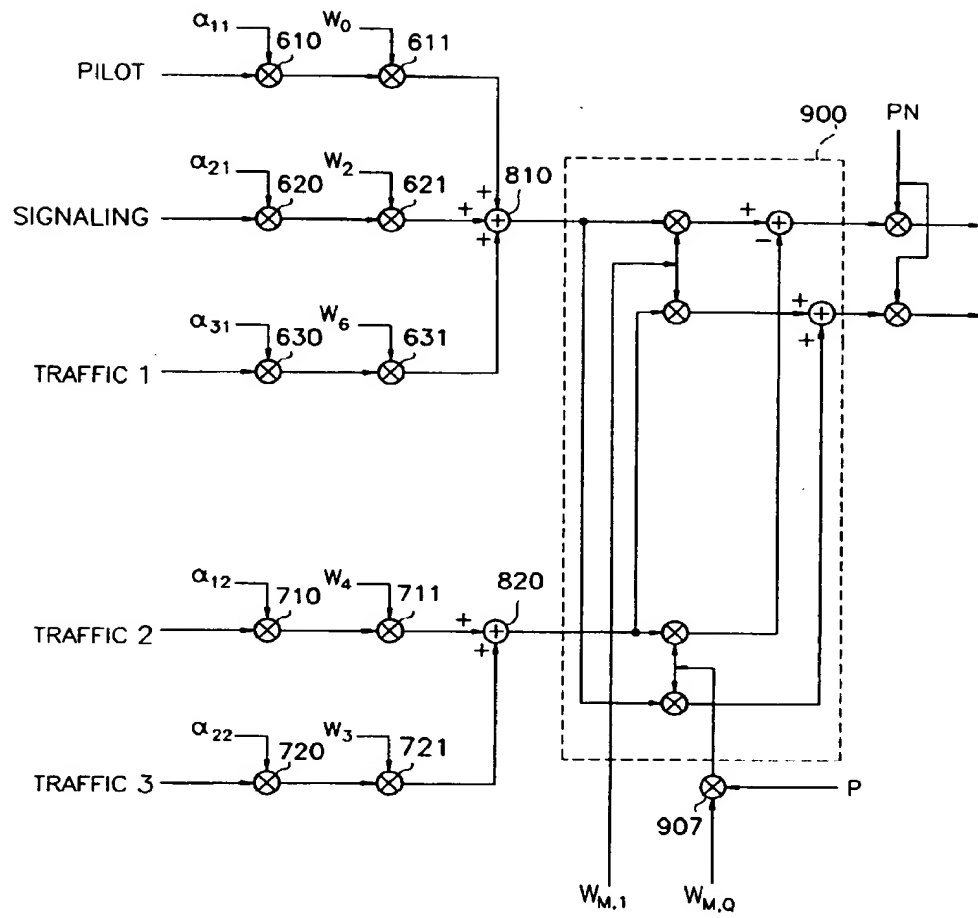 α11
W0
610
611
PILOT
900
PN
α21
W2
620
621
810
SIGNALING
+
+
+
+
−
α31
W6
630
631
+
+
TRAFFIC 1
α12
W4
710
711
820
TRAFFIC 2
+
+
α22
W3
720
721
TRAFFIC 3
P
907
WM,1
WM,Q